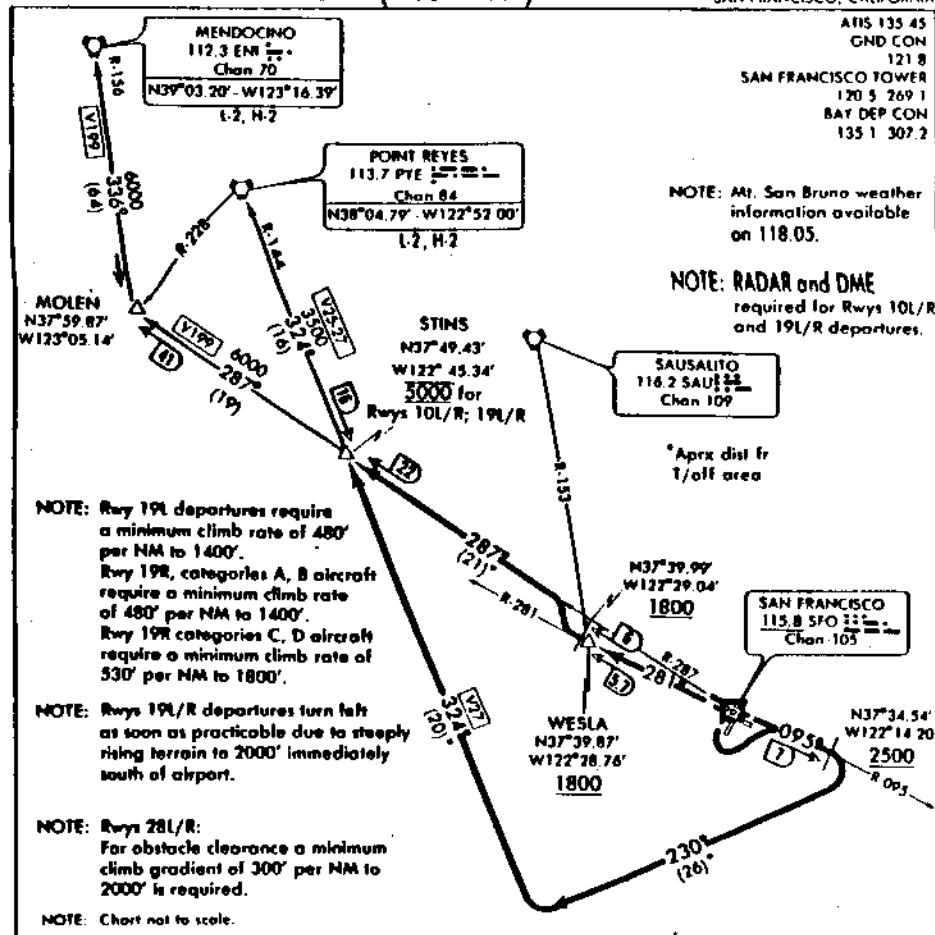 SAN FRANCISCO, CALIFORNIA
ATIS 135 45
GND CON
121 8
SAN FRANCISCO TOWER
120 5 269 1
BAY DEP CON
135 1 307.2
MENDOCINO
112.3 ENI
Chan 70
N39°03.20' - W123°16.39'
L-2, H-2
R-156
V199
6000
336°
(64)
POINT REYES
113.7 PYE
Chan 84
N38°04.79' - W122°52 00'
L-2, H-2
NOTE: Mt. San Bruno weather
information available
on 118.05.
NOTE: RADAR and DME
required for Rwys 10L/R
and 19L/R departures.
R-228
R-144
V25-27
3500
324°
(16)
18
MOLEN
N37°59.87'
W123°05.14'
V199
6000
287°
(19)
41
STINS
N37°49.43'
W122° 45.34'
5000 for
Rwys 10L/R; 19L/R
SAUSALITO
116.2 SAU
Chan 109
*Aprx dist fr
T/off area
R-153
22
287°
(21)*
R-281
NOTE: Rwy 19L departures require
a minimum climb rate of 480'
per NM to 1400'.
Rwy 19R, categories A, B aircraft
require a minimum climb rate
of 480' per NM to 1400'.
Rwy 19R categories C, D aircraft
require a minimum climb rate of
530' per NM to 1800'.
N37°39.99'
W122°29.04'
1800
SAN FRANCISCO
115.8 SFO
Chan 105
6
R-287
281°
5.7
WESLA
N37°39.87'
W122°28.76'
1800
V27
324°
(20)*
095°
7
N37°34.54'
W122°14 20
2500
R 095
230°
(26)*
NOTE: Rwys 19L/R departures turn left
as soon as practicable due to steeply
rising terrain to 2000' immediately
south of airport.
NOTE: Rwys 28L/R:
For obstacle clearance a minimum
climb gradient of 300' per NM to
2000' is required.
NOTE: Chart not to scale.